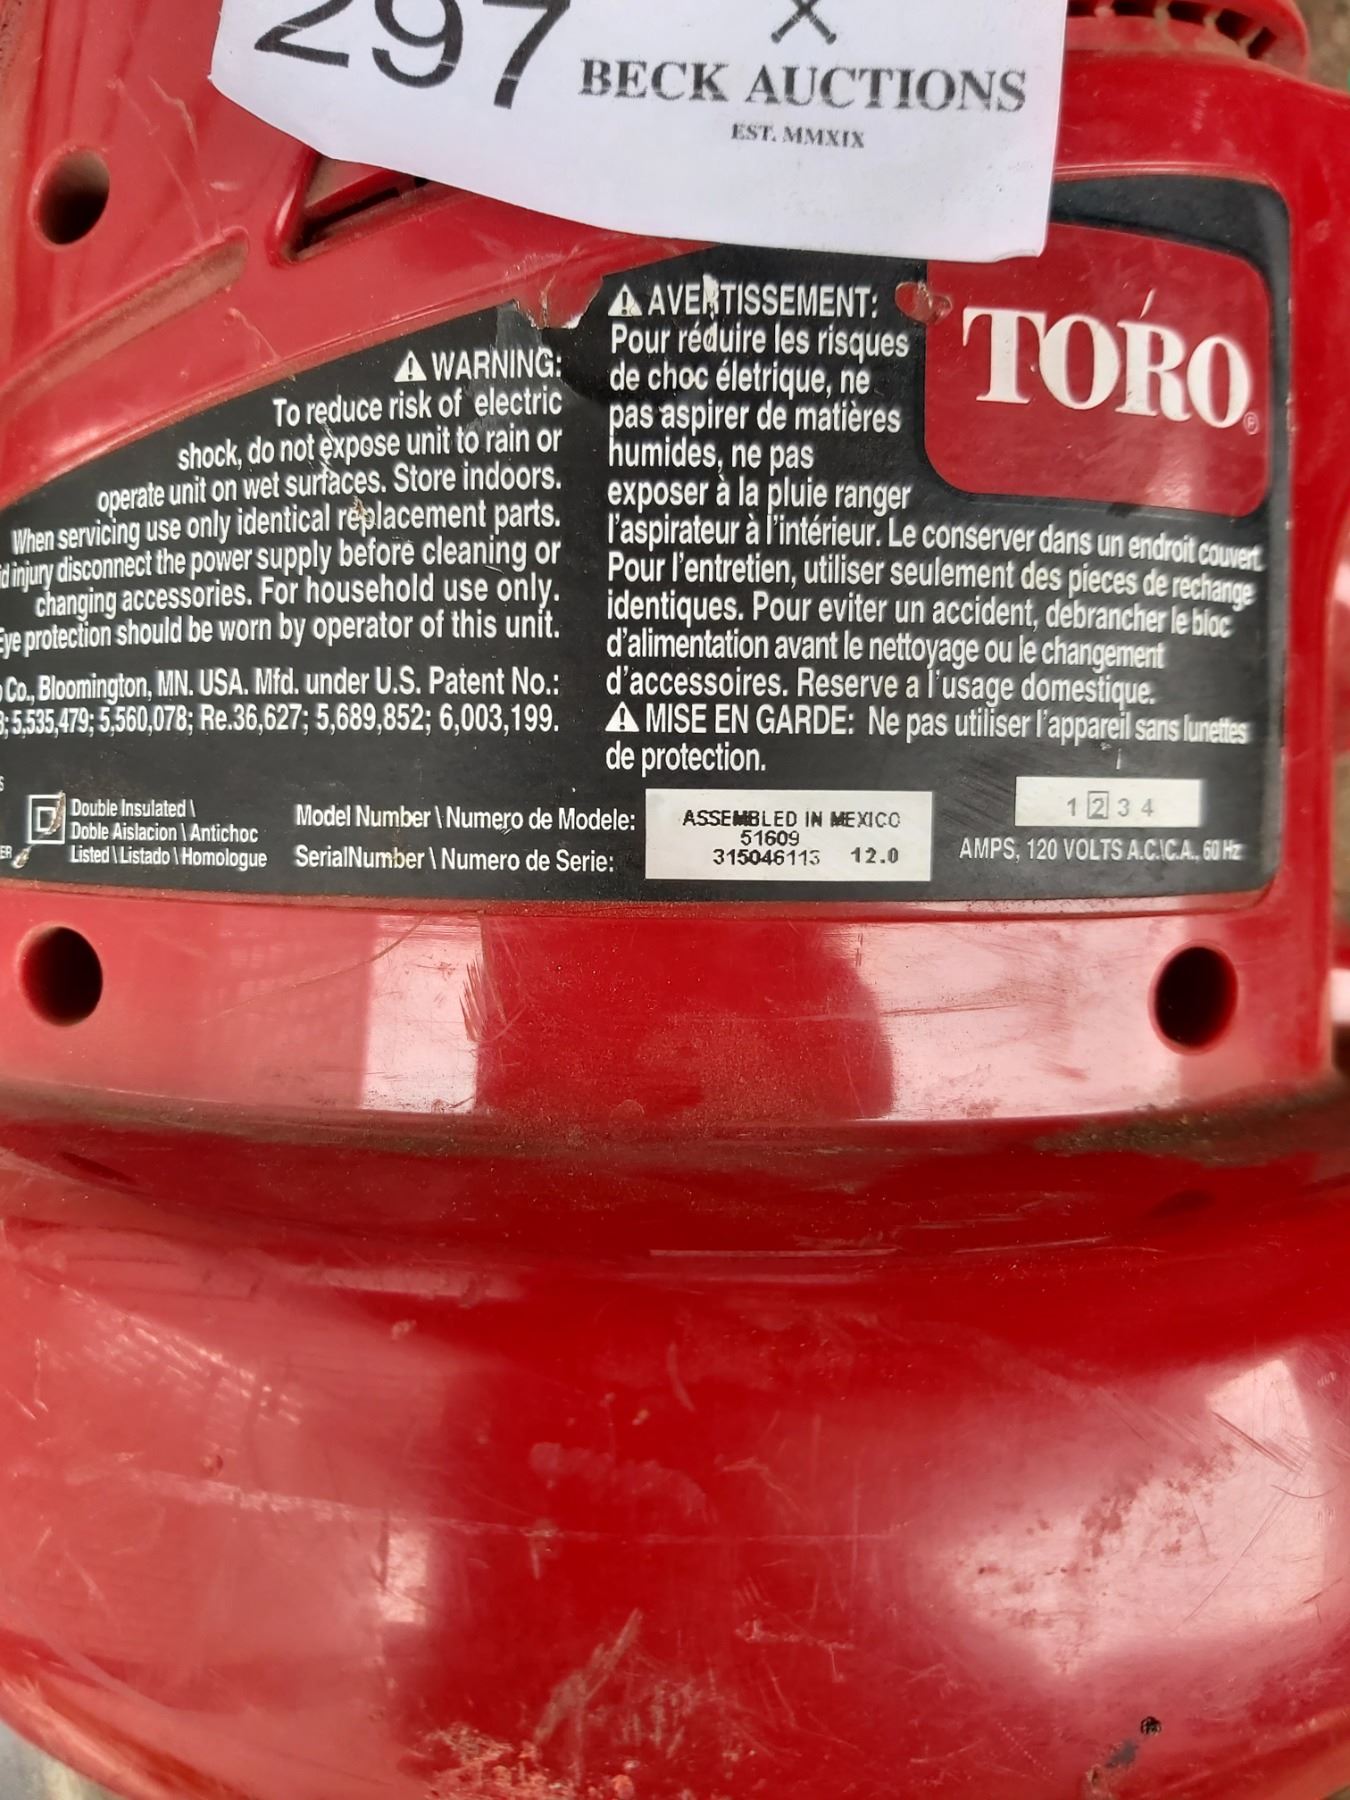 297
BECK AUCTIONS
EST. MMXIX
TORO
®
WARNING:
To reduce risk of electric
shock, do not expose unit to rain or
operate unit on wet surfaces. Store indoors.
When servicing use only identical replacement parts.
injury disconnect the power supply before cleaning or
changing accessories. For household use only.
Eye protection should be worn by operator of this unit.
Co., Bloomington, MN. USA. Mfd. under U.S. Patent No.:
5,535,479; 5,560,078; Re.36,627; 5,689,852; 6,003,199.
AVERTISSEMENT:
Pour réduire les risques
de choc életrique, ne
pas aspirer de matières
humides, ne pas
exposer à la pluie ranger
l'aspirateur à l'intérieur. Le conserver dans un endroit couvert.
Pour l'entretien, utiliser seulement des pieces de rechange
identiques. Pour eviter un accident, debrancher le bloc
d'alimentation avant le nettoyage ou le changement
d'accessoires. Reserve a l'usage domestique.
MISE EN GARDE: Ne pas utiliser l'appareil sans lunettes
de protection.
Double Insulated \
Doble Aislacion \ Antichoc
Listed \ Listado \ Homologue
Model Number \ Numero de Modele:
SerialNumber \ Numero de Serie:
ASSEMBLED IN MEXICO
51609
315046113 12.0
1 2 3 4
AMPS, 120 VOLTS A.C.\C.A., 60 Hz